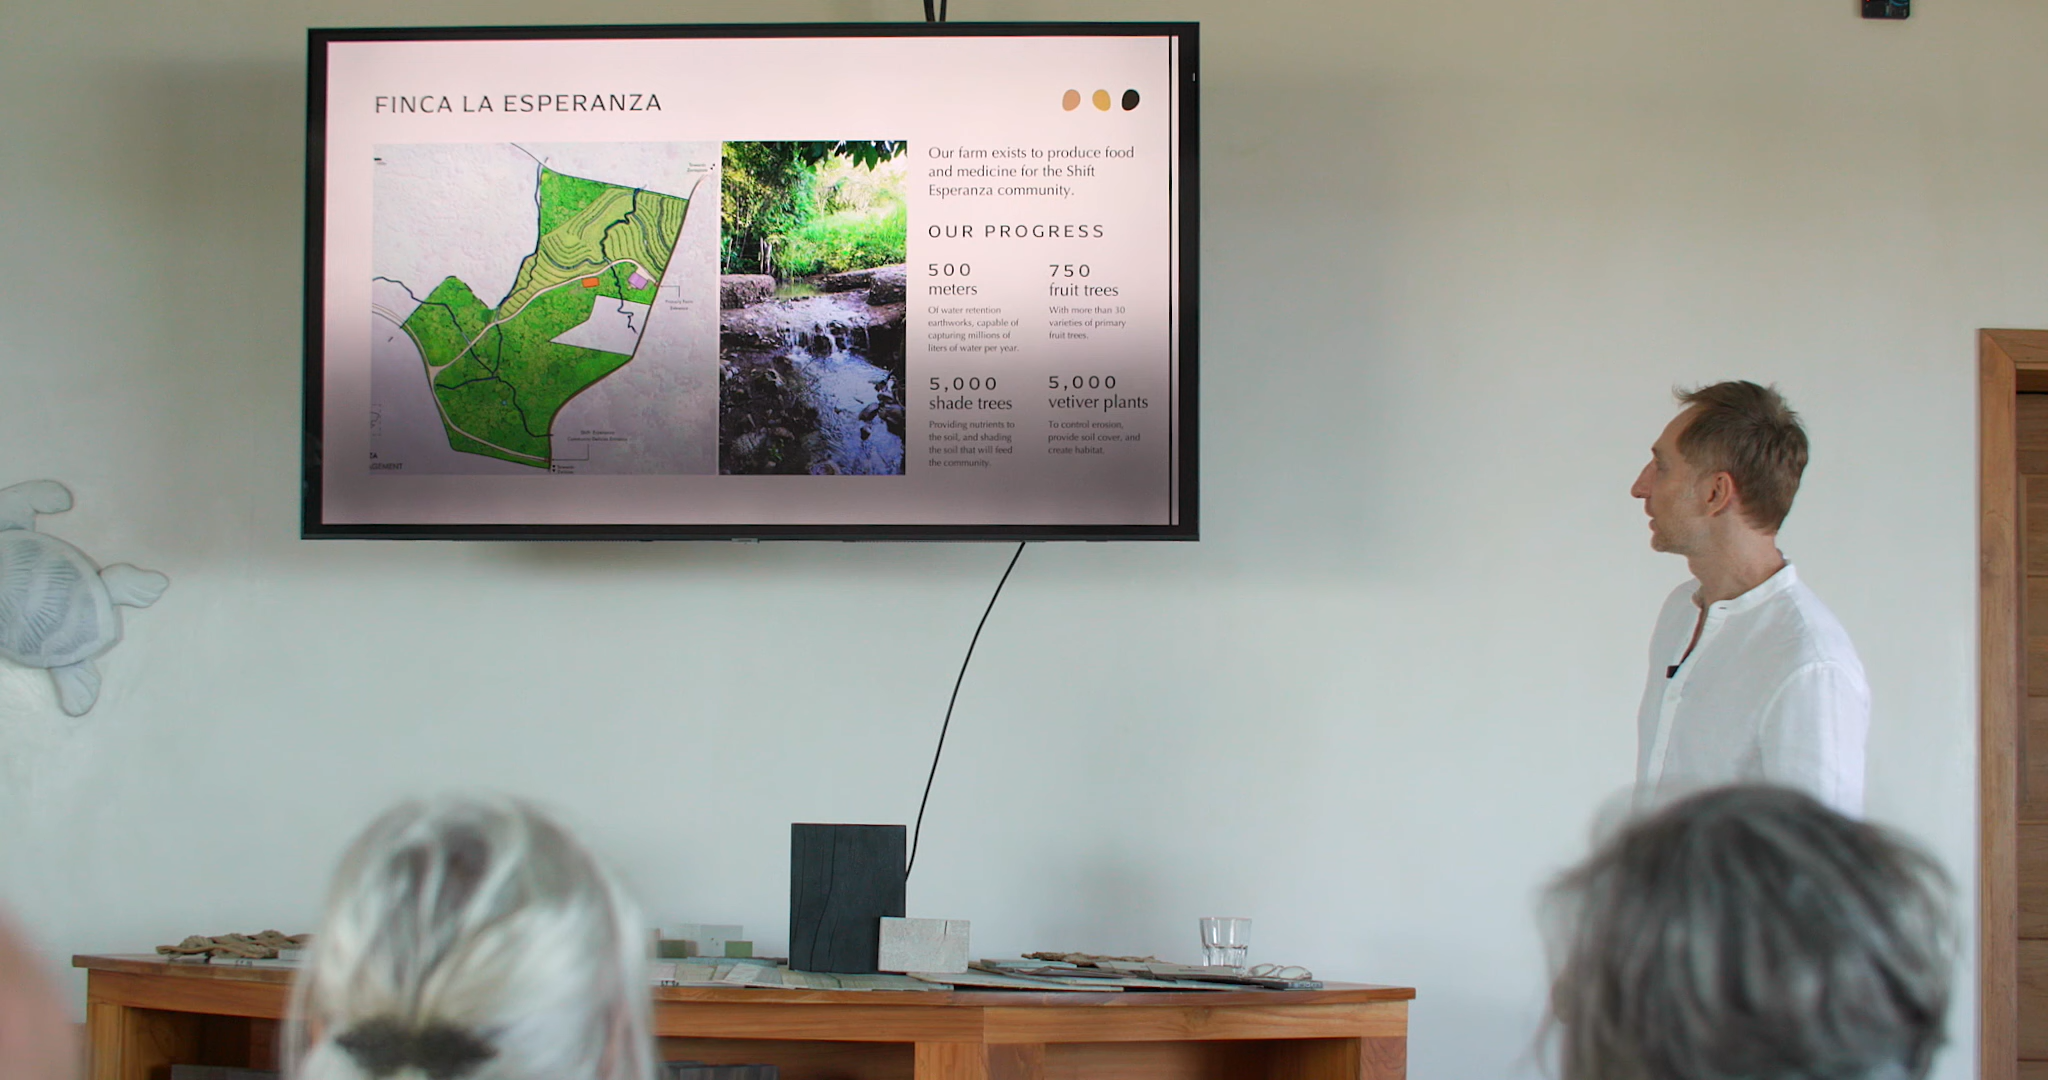 FINCA LA ESPERANZA
Our farm exists to produce food
and medicine for the Shift
Esperanza community.
OUR PROGRESS
500
meters
Of water retention
earthworks, capable of
capturing millions of
liters of water per year.
750
fruit trees
With more than 30
varieties of primary
fruit trees.
5,000
shade trees
Providing nutrients to
the soil, and shading
the soil that will feed
the community.
5,000
vetiver plants
To control erosion,
provide soil cover, and
create habitat.